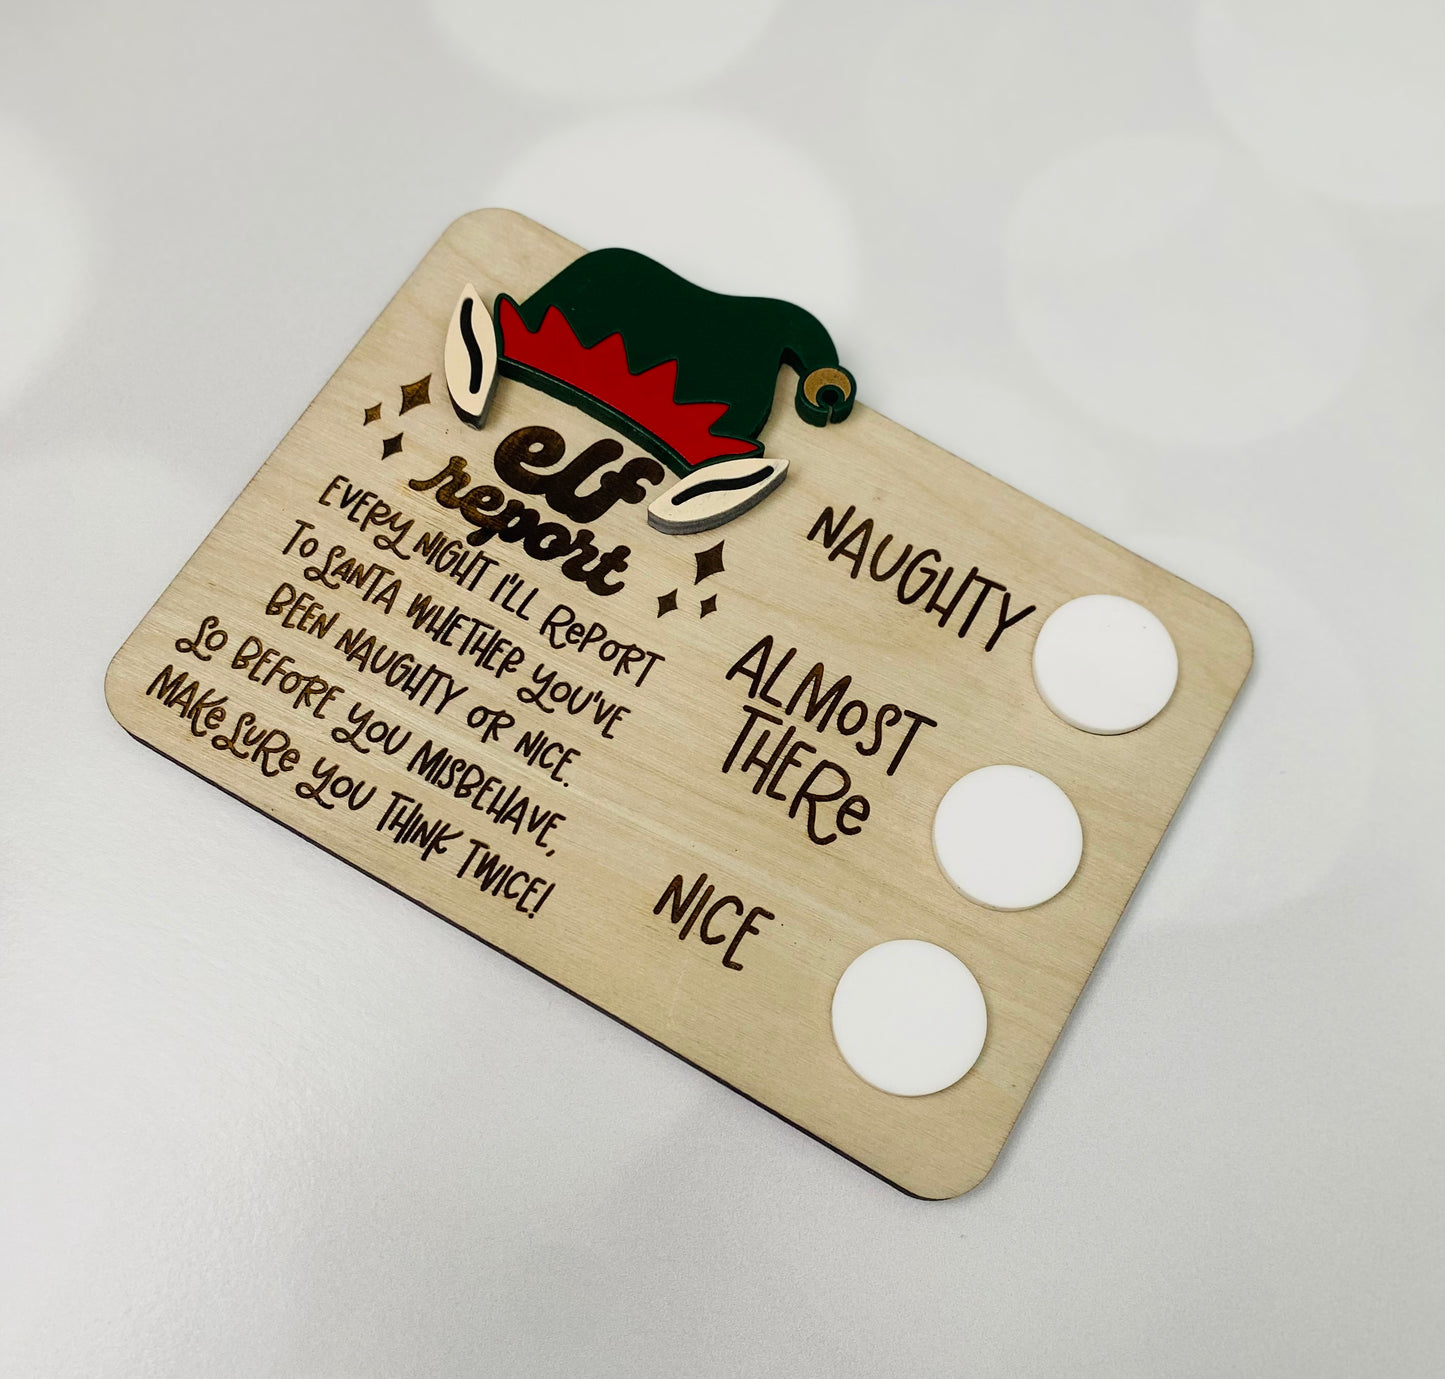 elf
report
EVERY NIGHT I'LL REPORT
TO SANTA WHETHER YOU'VE
BEEN NAUGHTY OR NICE.
SO BEFORE YOU MISBEHAVE,
MAKE SURE YOU THINK TWICE!
NAUGHTY
ALMOST
THERE
NICE